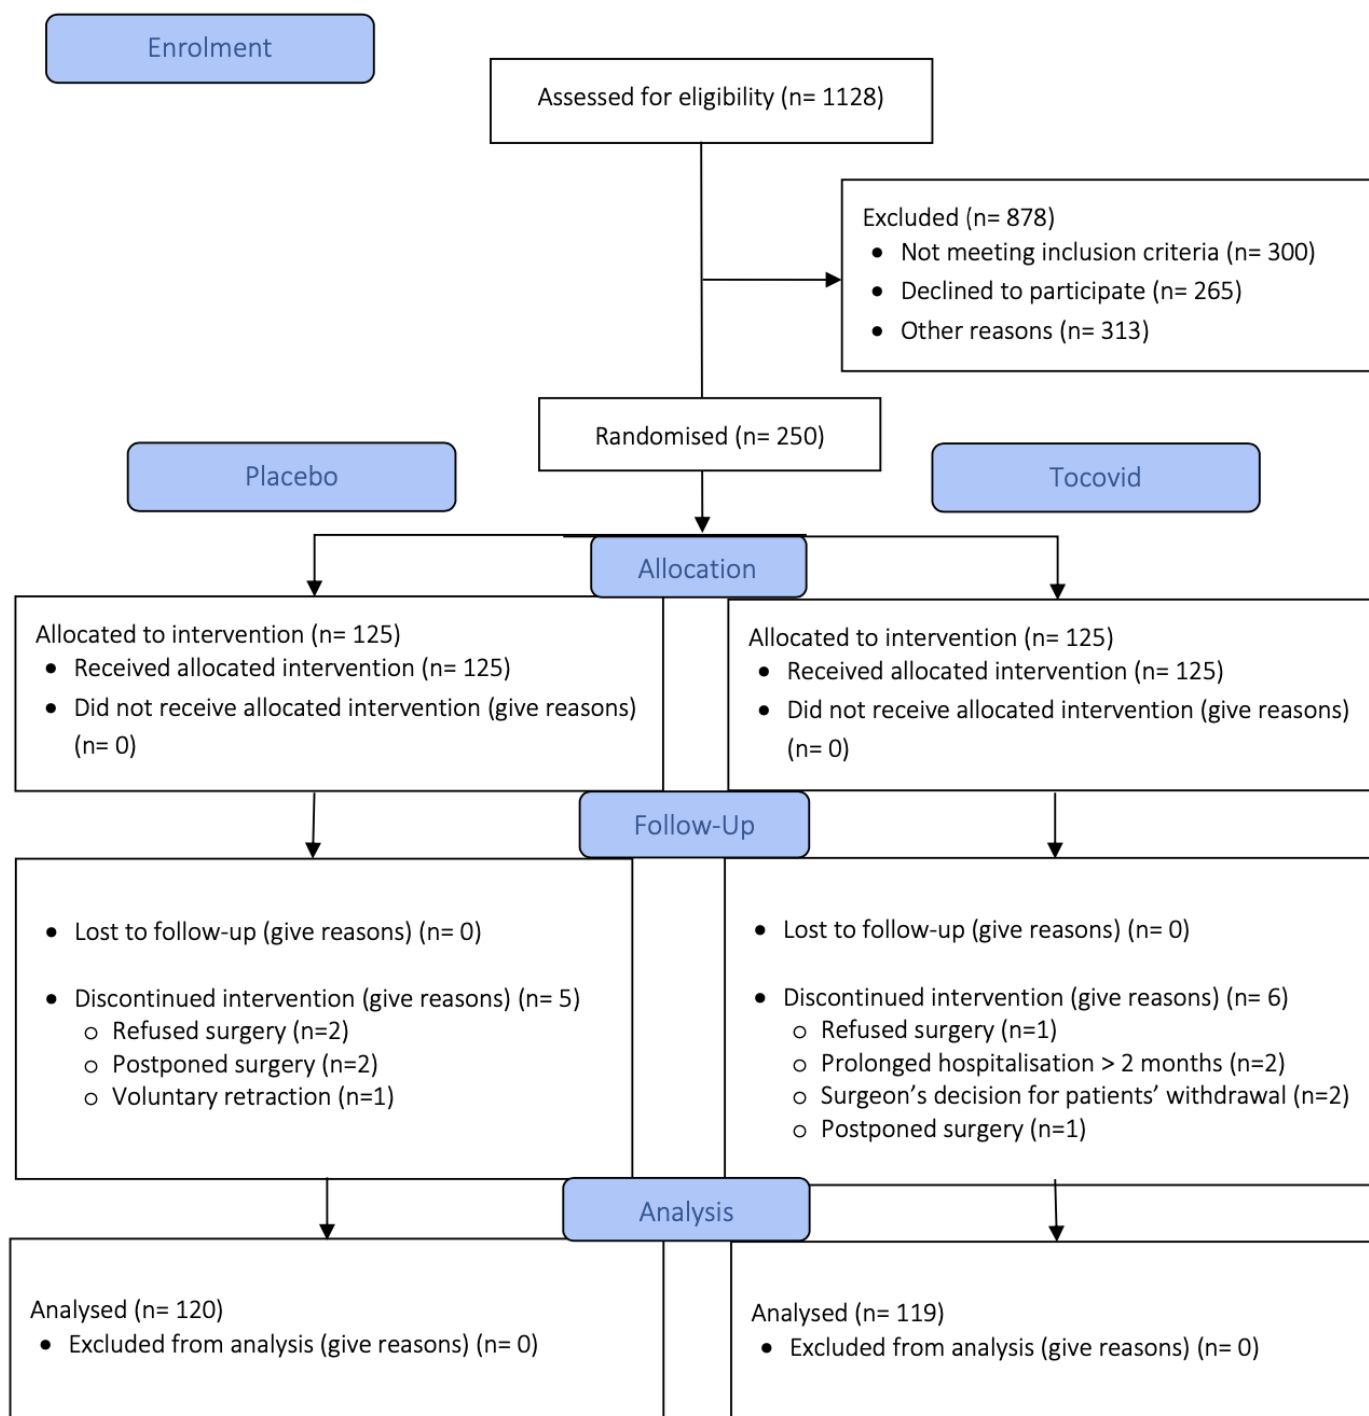 Enrolment
Assessed for eligibility (n= 1128)
Excluded (n= 878)
• Not meeting inclusion criteria (n= 300)
• Declined to participate (n= 265)
• Other reasons (n= 313)
Randomised (n= 250)
Placebo
Tocovid
Allocation
Allocated to intervention (n= 125)
• Received allocated intervention (n= 125)
• Did not receive allocated intervention (give reasons)
(n= 0)
Allocated to intervention (n= 125)
• Received allocated intervention (n= 125)
• Did not receive allocated intervention (give reasons)
(n= 0)
Follow-Up
• Lost to follow-up (give reasons) (n= 0)
• Discontinued intervention (give reasons) (n= 5)
o Refused surgery (n=2)
o Postponed surgery (n=2)
o Voluntary retraction (n=1)
• Lost to follow-up (give reasons) (n= 0)
• Discontinued intervention (give reasons) (n= 6)
o Refused surgery (n=1)
o Prolonged hospitalisation > 2 months (n=2)
o Surgeon’s decision for patients’ withdrawal (n=2)
o Postponed surgery (n=1)
Analysis
Analysed (n= 120)
• Excluded from analysis (give reasons) (n= 0)
Analysed (n= 119)
• Excluded from analysis (give reasons) (n= 0)